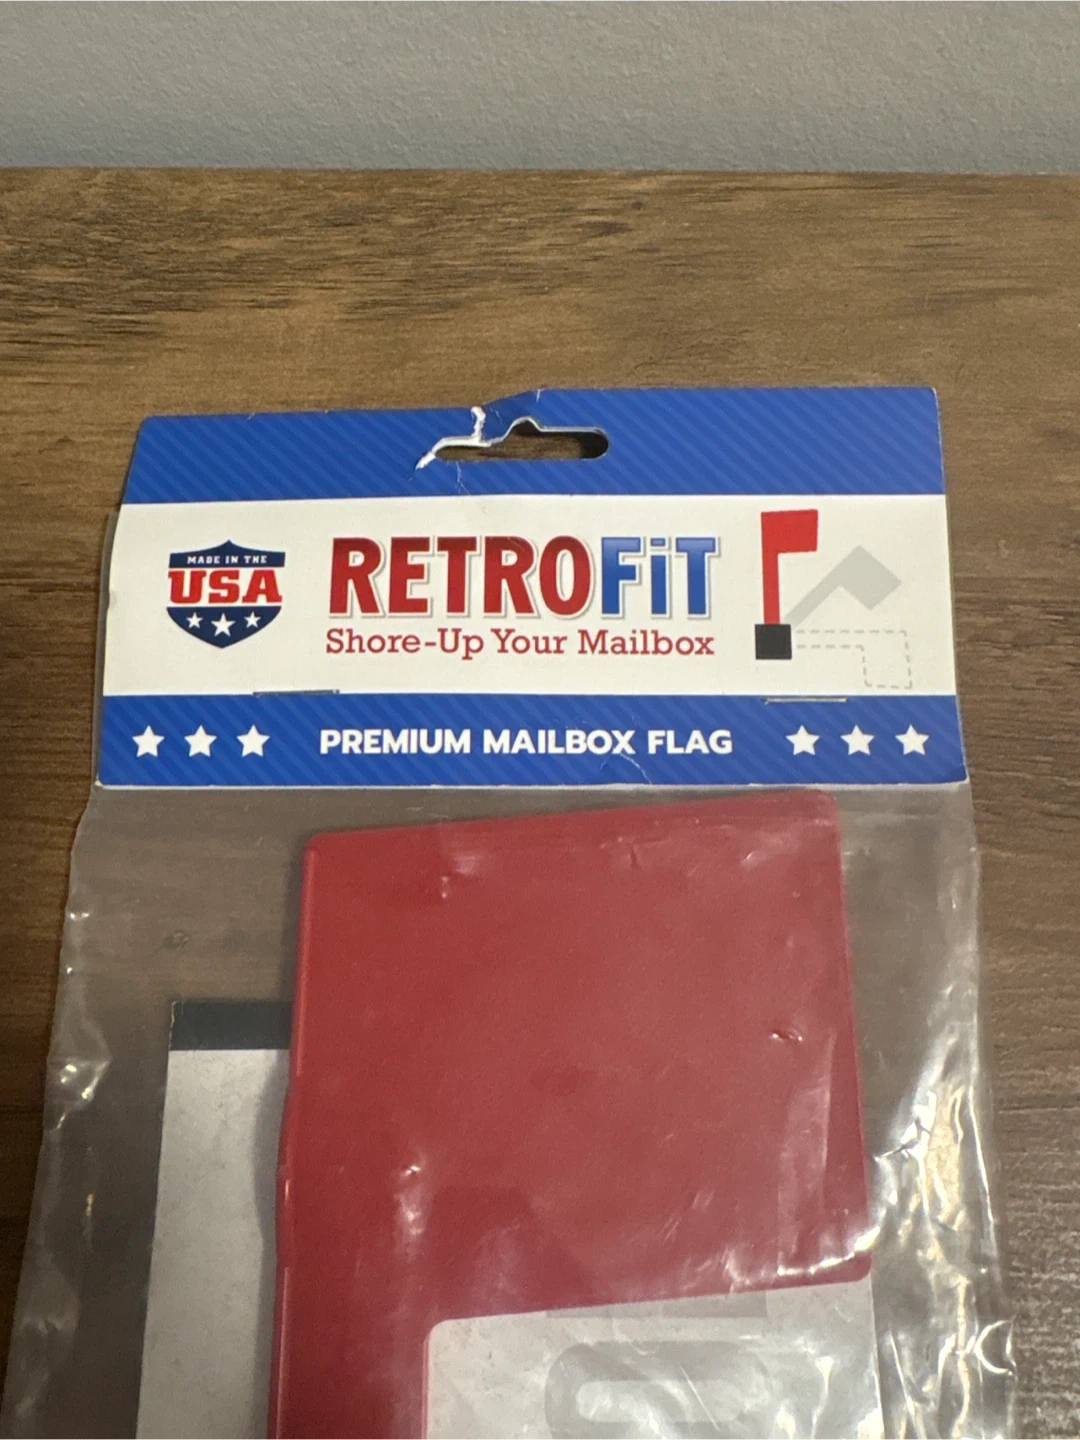 MADE IN THE
USA
RETROFiT
Shore-Up Your Mailbox
PREMIUM MAILBOX FLAG